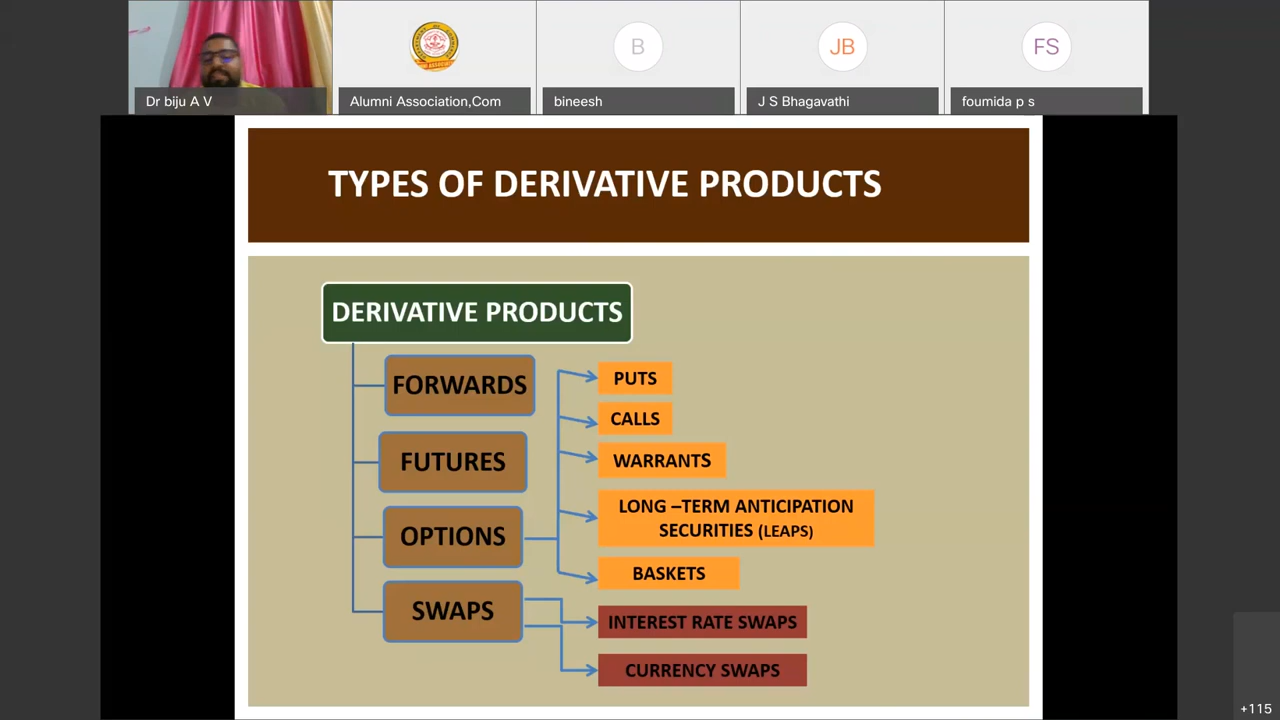 Dr biju A V
Alumni Association,Com
B
bineesh
JB
J S Bhagavathi
FS
foumida p s
TYPES OF DERIVATIVE PRODUCTS
DERIVATIVE PRODUCTS
FORWARDS
FUTURES
OPTIONS
SWAPS
PUTS
CALLS
WARRANTS
LONG –TERM ANTICIPATION
SECURITIES (LEAPS)
BASKETS
INTEREST RATE SWAPS
CURRENCY SWAPS
+115